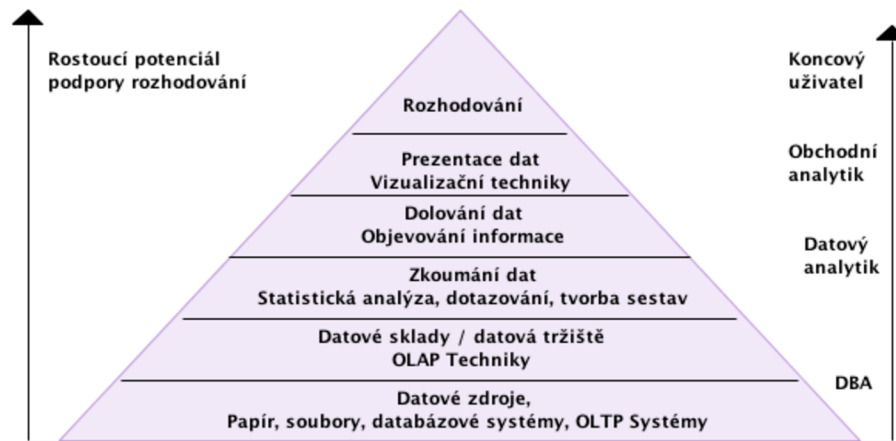 Rostoucí potenciál
podpory rozhodování
Rozhodování
Prezentace dat
Vizualizační techniky
Dolování dat
Objevování informace
Zkoumání dat
Statistická analýza, dotazování, tvorba sestav
Datové sklady / datová tržiště
OLAP Techniky
Datové zdroje,
Papír, soubory, databázové systémy, OLTP Systémy
Koncový
uživatel
Obchodní
analytik
Datový
analytik
DBA